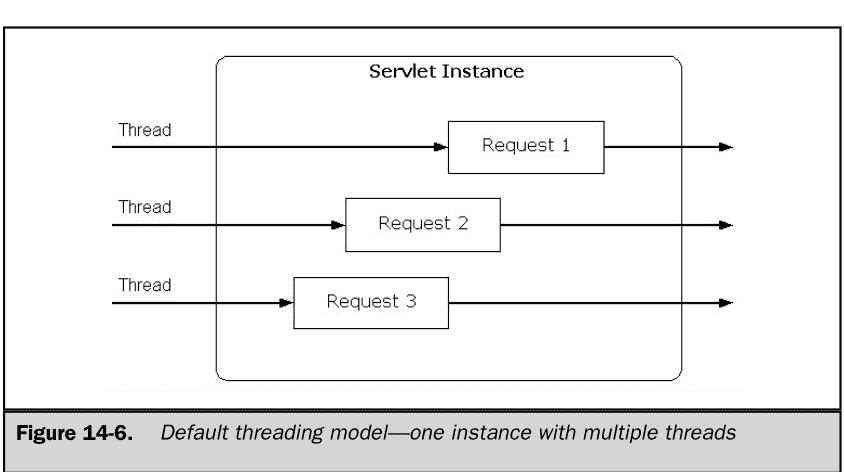 Servlet Instance
Thread
Request 1
Thread
Request 2
Thread
Request 3
Figure 14-6. Default threading model—one instance with multiple threads